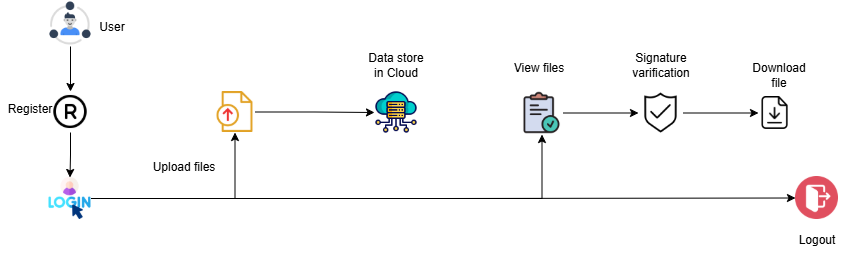 User
Data store
in Cloud
View files
Signature
varification
Download
file
Register
R
Upload files
LOGIN
Logout